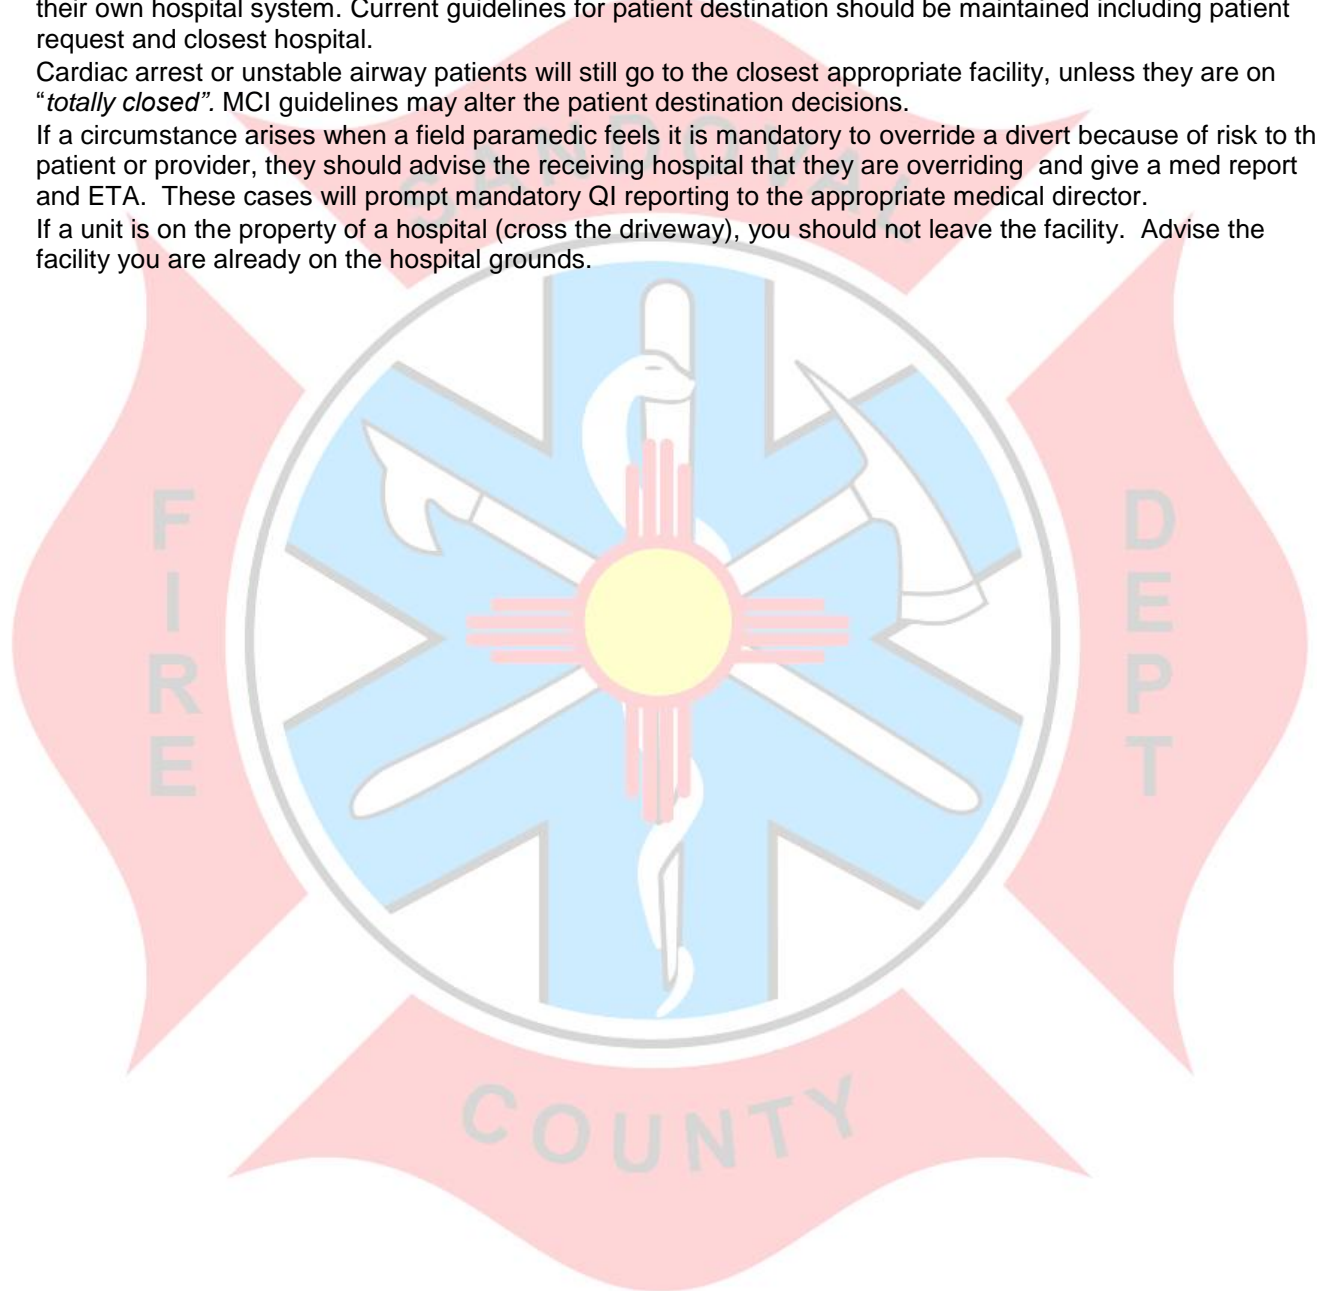 their own hospital system. Current guidelines for patient destination should be maintained including patient
request and closest hospital.
Cardiac arrest or unstable airway patients will still go to the closest appropriate facility, unless they are on
“totally closed”. MCI guidelines may alter the patient destination decisions.
If a circumstance arises when a field paramedic feels it is mandatory to override a divert because of risk to th
patient or provider, they should advise the receiving hospital that they are overriding  and give a med report
and ETA.  These cases will prompt mandatory QI reporting to the appropriate medical director.
If a unit is on the property of a hospital (cross the driveway), you should not leave the facility.  Advise the
facility you are already on the hospital grounds.
SANDOVAL
FIRE
DEPT
COUNTY